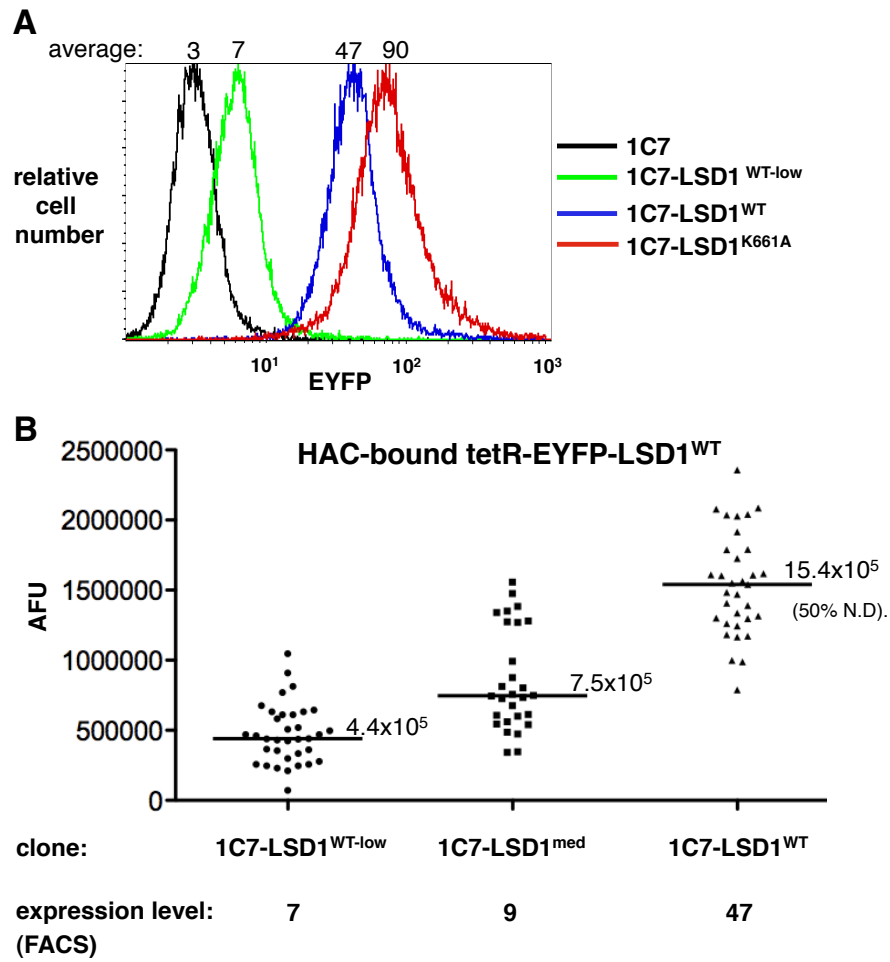 A
average: 3 7 47 90
relative
cell
number
1C7
1C7-LSD1 WT-low
1C7-LSD1WT
1C7-LSD1K661A
10¹ 10² 10³
EYFP
B
HAC-bound tetR-EYFP-LSD1WT
2500000
2000000
1500000
1000000
500000
0
AFU
15.4x10⁵
(50% N.D).
7.5x10⁵
4.4x10⁵
clone: 1C7-LSD1WT-low 1C7-LSD1med 1C7-LSD1WT
expression level: 7 9 47
(FACS)